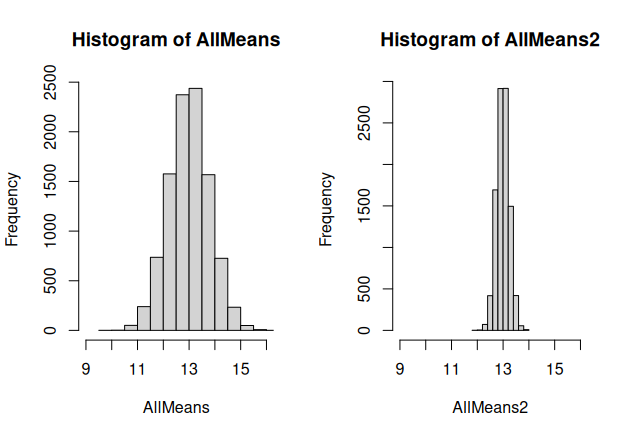 Histogram of AllMeans
Frequency
2500
2000
1500
1000
500
0
9 11 13 15
AllMeans
Histogram of AllMeans2
Frequency
2500
1500
500
0
9 11 13 15
AllMeans2